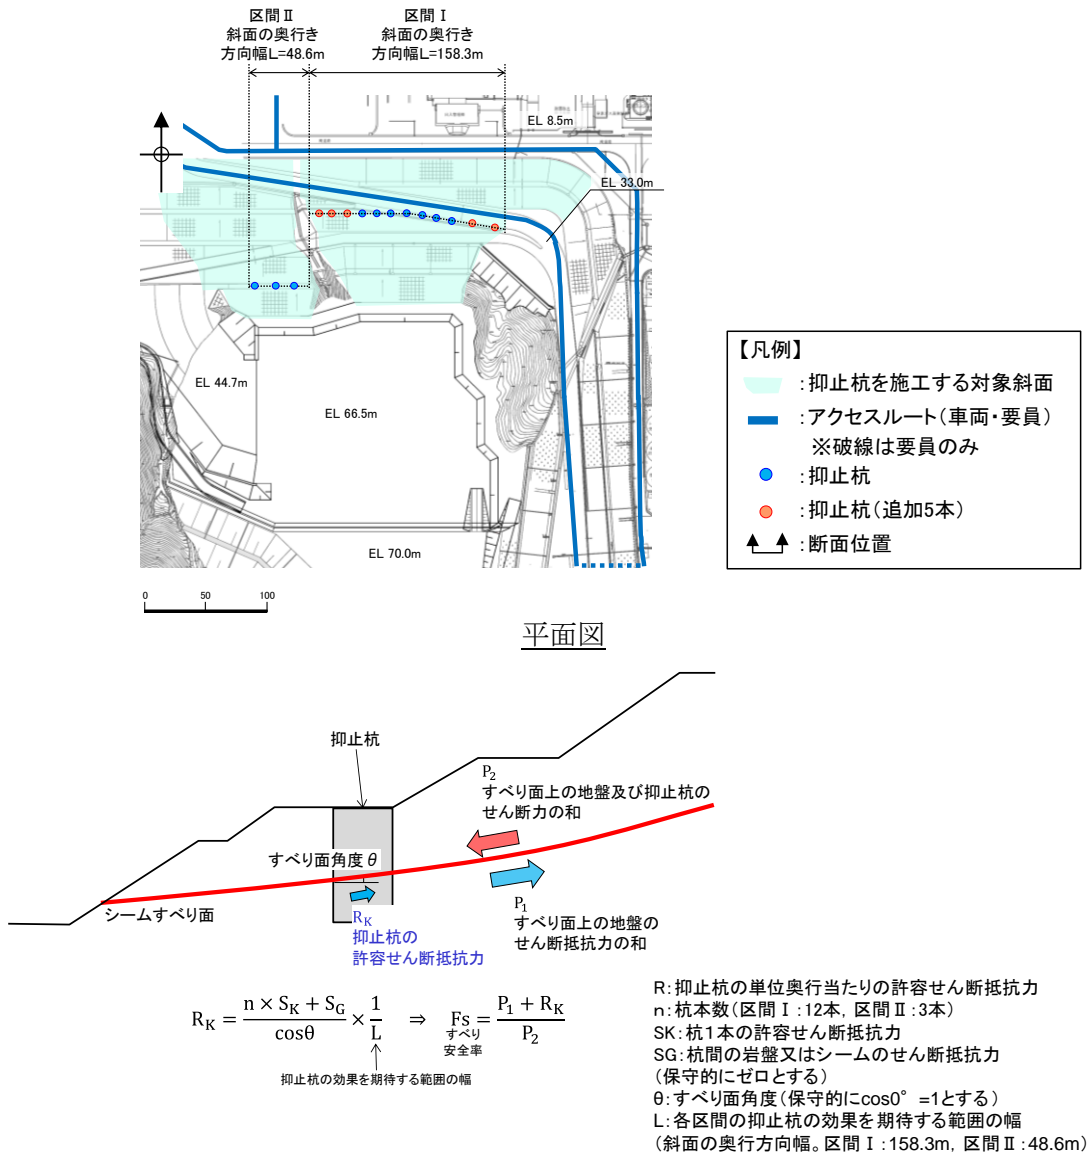 区間Ⅱ
斜面の奥行き
方向幅L=48.6m
区間Ⅰ
斜面の奥行き
方向幅L=158.3m
EL 8.5m
EL 33.0m
EL 44.7m
EL 66.5m
EL 70.0m
0 50 100
【凡例】
:抑止杭を施工する対象斜面
:アクセスルート(車両・要員)
※破線は要員のみ
:抑止杭
:抑止杭(追加5本)
:断面位置
平面図
抑止杭
P₂
すべり面上の地盤及び抑止杭の
せん断力の和
すべり面角度θ
シームすべり面
R_K
抑止杭の
許容せん断抵抗力
P₁
すべり面上の地盤の
せん断抵抗力の和
R_K = (n × S_K + S_G)/cosθ × 1/L ⇒ Fs = (P₁ + R_K)/P₂
すべり
安全率
抑止杭の効果を期待する範囲の幅
R:抑止杭の単位奥行当たりの許容せん断抵抗力
n:杭本数(区間Ⅰ:12本, 区間Ⅱ:3本)
SK:杭1本の許容せん断抵抗力
SG:杭間の岩盤又はシームのせん断抵抗力
(保守的にゼロとする)
θ:すべり面角度(保守的にcos0°=1とする)
L:各区間の抑止杭の効果を期待する範囲の幅
(斜面の奥行方向幅。区間Ⅰ:158.3m, 区間Ⅱ:48.6m)